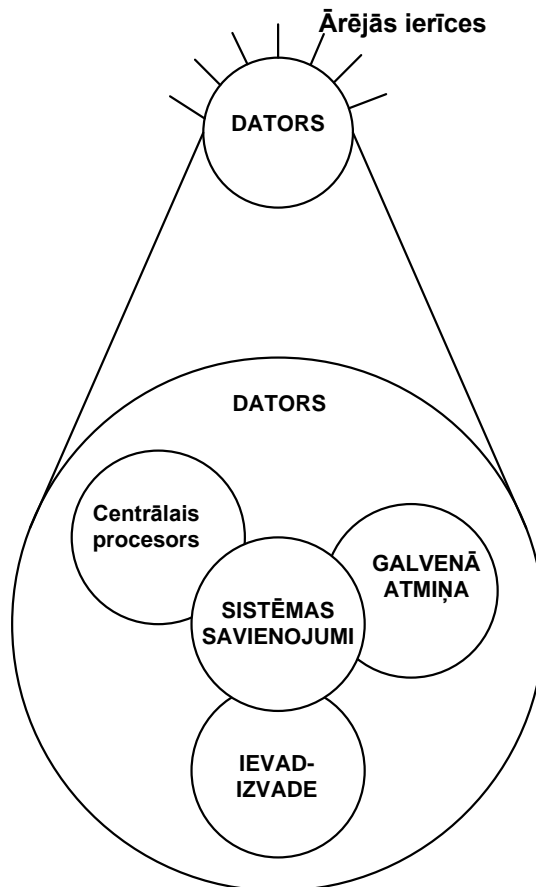 Ārējās ierīces
DATORS
DATORS
Centrālais
procesors
GALVENĀ
ATMIŅA
SISTĒMAS
SAVIENOJUMI
IEVAD-
IZVADE